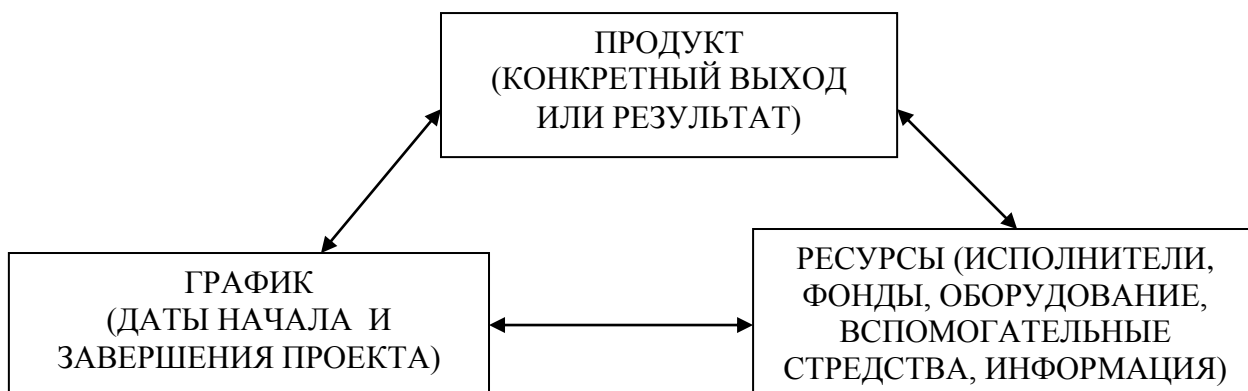 ПРОДУКТ
(КОНКРЕТНЫЙ ВЫХОД
ИЛИ РЕЗУЛЬТАТ)
ГРАФИК
(ДАТЫ НАЧАЛА И
ЗАВЕРШЕНИЯ ПРОЕКТА)
РЕСУРСЫ (ИСПОЛНИТЕЛИ,
ФОНДЫ, ОБОРУДОВАНИЕ,
ВСПОМОГАТЕЛЬНЫЕ
СТРЕДСТВА, ИНФОРМАЦИЯ)